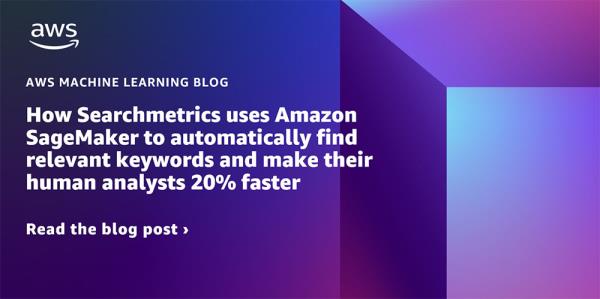 aws
AWS MACHINE LEARNING BLOG
How Searchmetrics uses Amazon
SageMaker to automatically find
relevant keywords and make their
human analysts 20% faster
Read the blog post ›